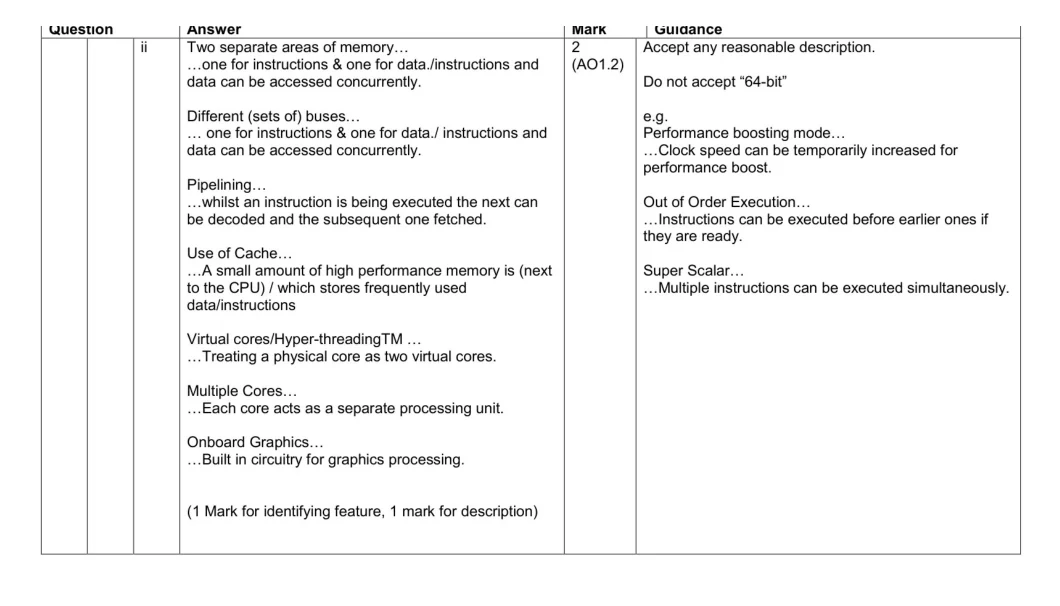 Question Answer Mark Guidance
ii
Two separate areas of memory…
…one for instructions & one for data./instructions and
data can be accessed concurrently.
Different (sets of) buses…
… one for instructions & one for data./ instructions and
data can be accessed concurrently.
Pipelining…
…whilst an instruction is being executed the next can
be decoded and the subsequent one fetched.
Use of Cache…
…A small amount of high performance memory is (next
to the CPU) / which stores frequently used
data/instructions
Virtual cores/Hyper-threadingTM …
…Treating a physical core as two virtual cores.
Multiple Cores…
…Each core acts as a separate processing unit.
Onboard Graphics…
…Built in circuitry for graphics processing.
(1 Mark for identifying feature, 1 mark for description)
2
(AO1.2)
Accept any reasonable description.
Do not accept “64-bit”
e.g.
Performance boosting mode…
…Clock speed can be temporarily increased for
performance boost.
Out of Order Execution…
…Instructions can be executed before earlier ones if
they are ready.
Super Scalar…
…Multiple instructions can be executed simultaneously.